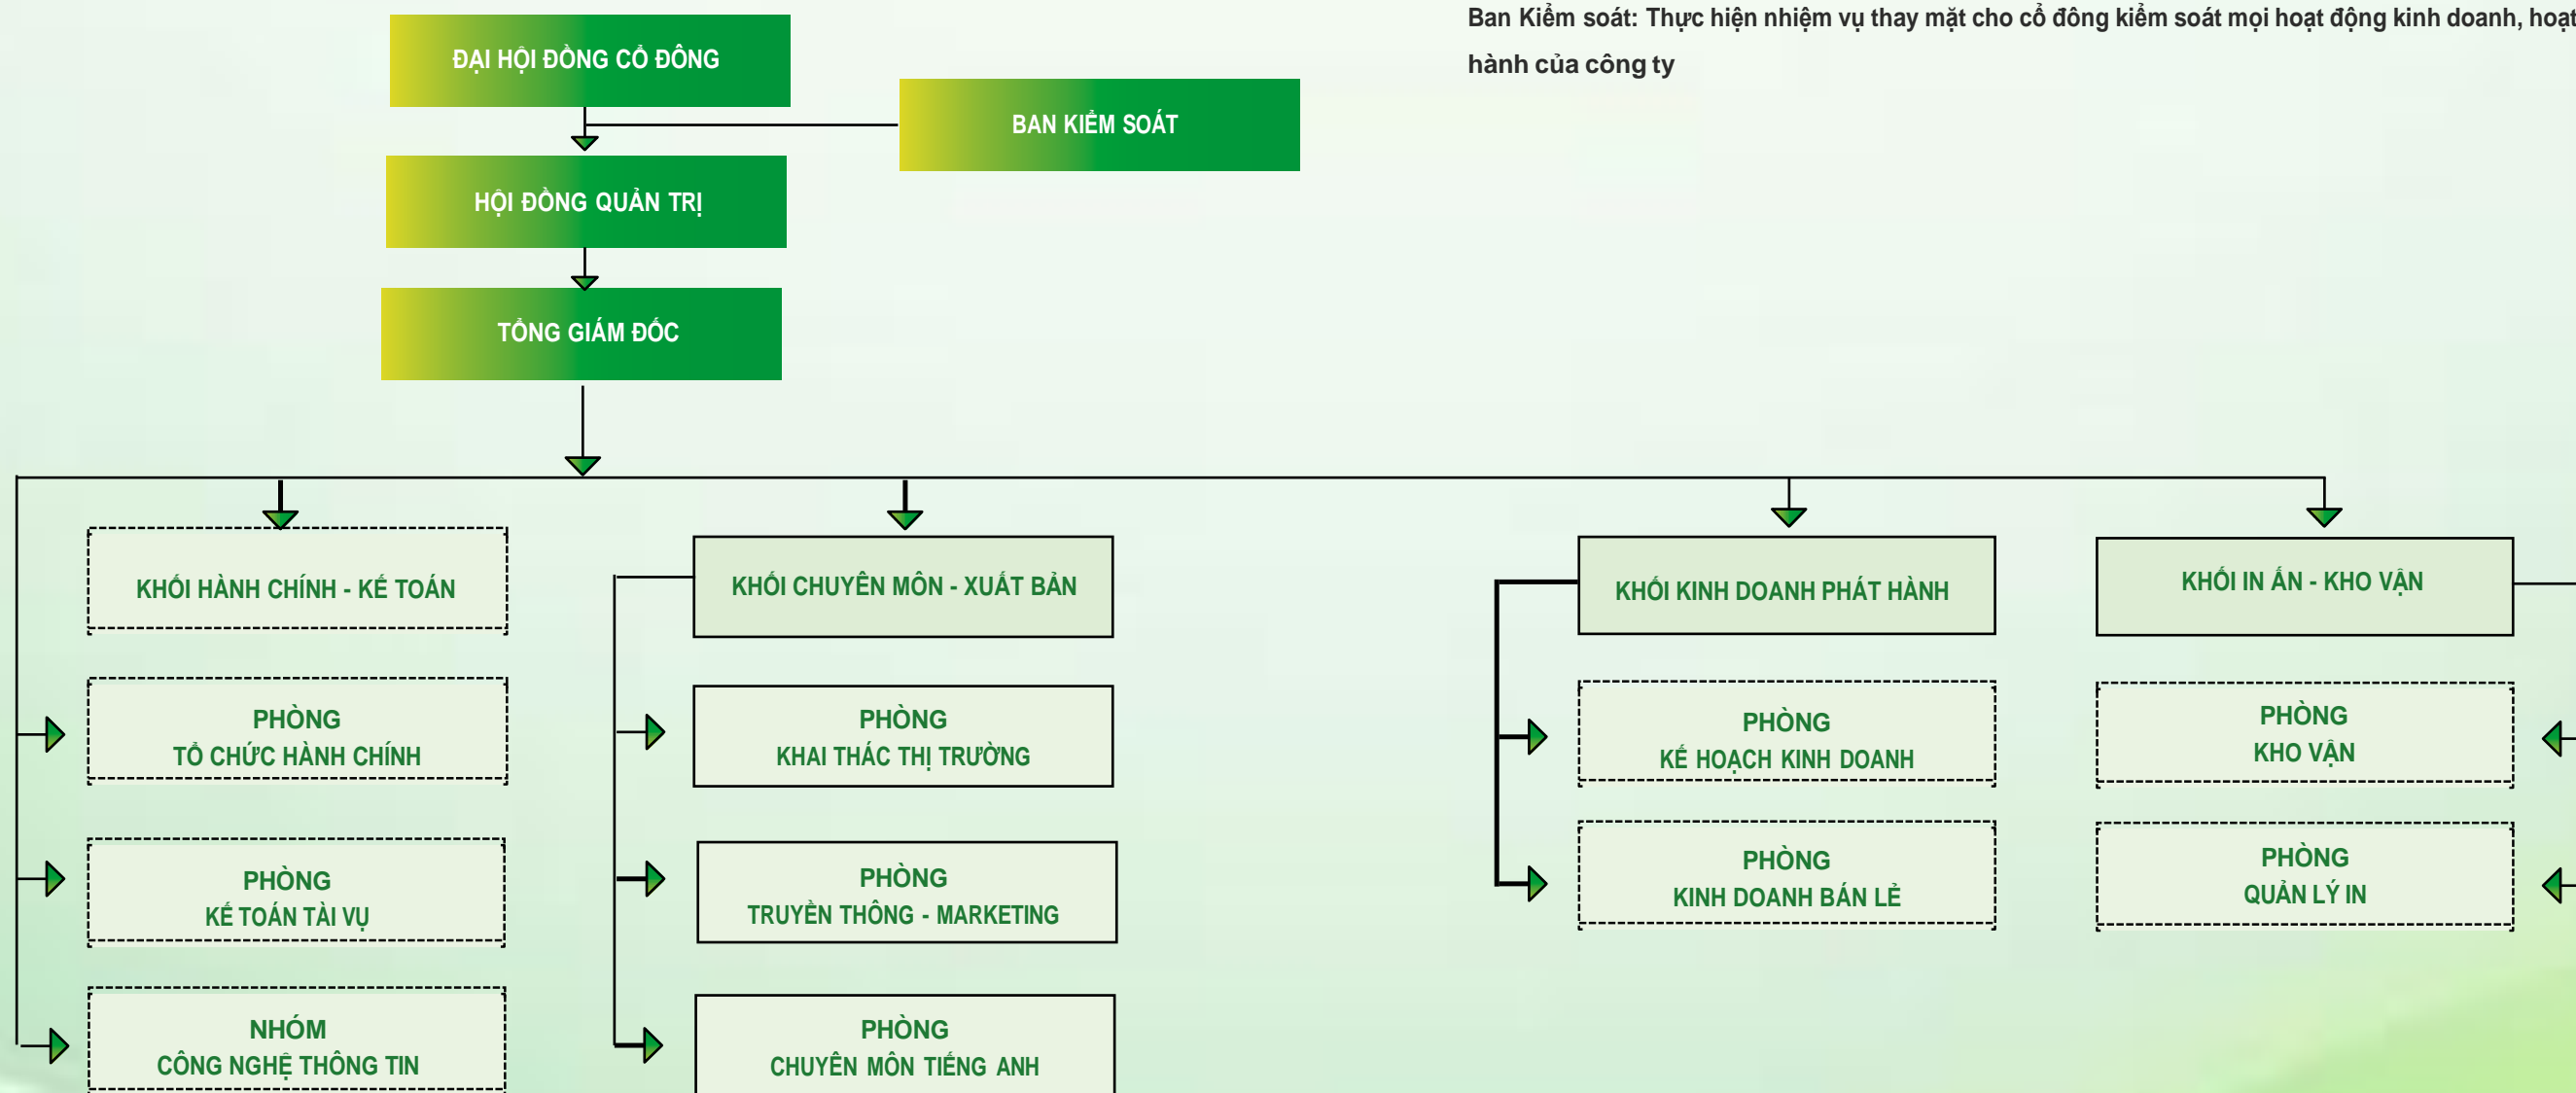 Ban Kiểm soát: Thực hiện nhiệm vụ thay mặt cho cổ đông kiểm soát mọi hoạt động kinh doanh, hoạt
hành của công ty
ĐẠI HỘI ĐỒNG CỔ ĐÔNG
BAN KIỂM SOÁT
HỘI ĐỒNG QUẢN TRỊ
TỔNG GIÁM ĐỐC
KHỐI HÀNH CHÍNH - KẾ TOÁN
PHÒNG
TỔ CHỨC HÀNH CHÍNH
PHÒNG
KẾ TOÁN TÀI VỤ
NHÓM
CÔNG NGHỆ THÔNG TIN
KHỐI CHUYÊN MÔN - XUẤT BẢN
PHÒNG
KHAI THÁC THỊ TRƯỜNG
PHÒNG
TRUYỀN THÔNG - MARKETING
PHÒNG
CHUYÊN MÔN TIẾNG ANH
KHỐI KINH DOANH PHÁT HÀNH
PHÒNG
KẾ HOẠCH KINH DOANH
PHÒNG
KINH DOANH BÁN LẺ
KHỐI IN ẤN - KHO VẬN
PHÒNG
KHO VẬN
PHÒNG
QUẢN LÝ IN